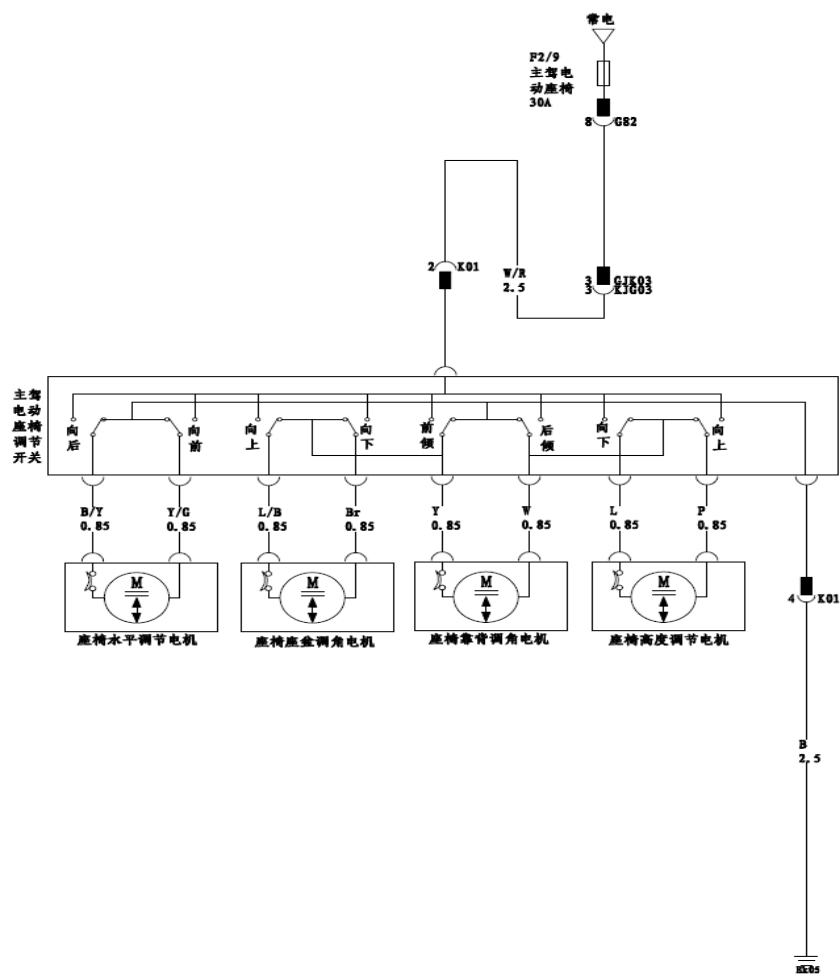 常电
F2/9
主驾电
动座椅
30A
8 G82
2 K01
W/R
2.5
3 GJK03
3 KJG03
主驾
电动
座椅
调节
开关
向后
向前
向上
向下
前倾
后倾
向下
向上
B/Y
0.85
Y/G
0.85
L/B
0.85
Br
0.85
Y
0.85
W
0.85
L
0.85
P
0.85
M
M
M
M
座椅水平调节电机
座椅座盆调角电机
座椅靠背调角电机
座椅高度调节电机
4 K01
B
2.5